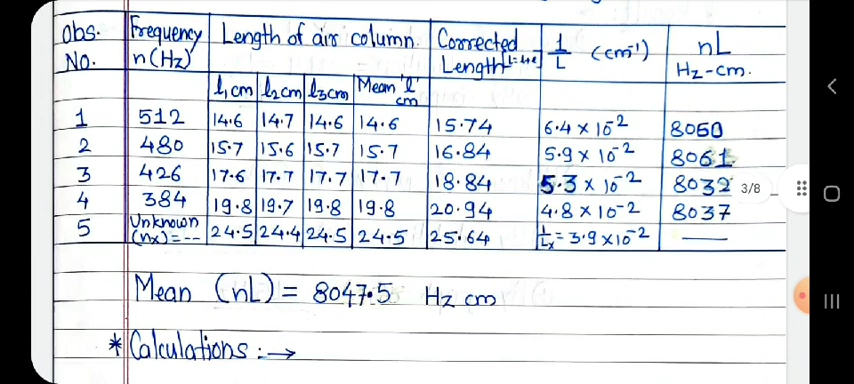 Obs. No. Frequency n (Hz) Length of air column. Corrected Length [L=l+e] 1/L (cm⁻¹) nL Hz-cm.
l₁ cm l₂ cm l₃ cm Mean 'l' cm
1 512 14.6 14.7 14.6 14.6 15.74 6.4 × 10⁻² 8050
2 480 15.7 15.6 15.7 15.7 16.84 5.9 × 10⁻² 8061
3 426 17.6 17.7 17.7 17.7 18.84 5.3 × 10⁻² 8032
3/8
4 384 19.8 19.7 19.8 19.8 20.94 4.8 × 10⁻² 8037
5 Unknown (nx) = -- 24.5 24.4 24.5 24.5 25.64 1/Lx = 3.9 × 10⁻² —
Mean (nL) = 8047.5 Hz cm
* Calculations :→